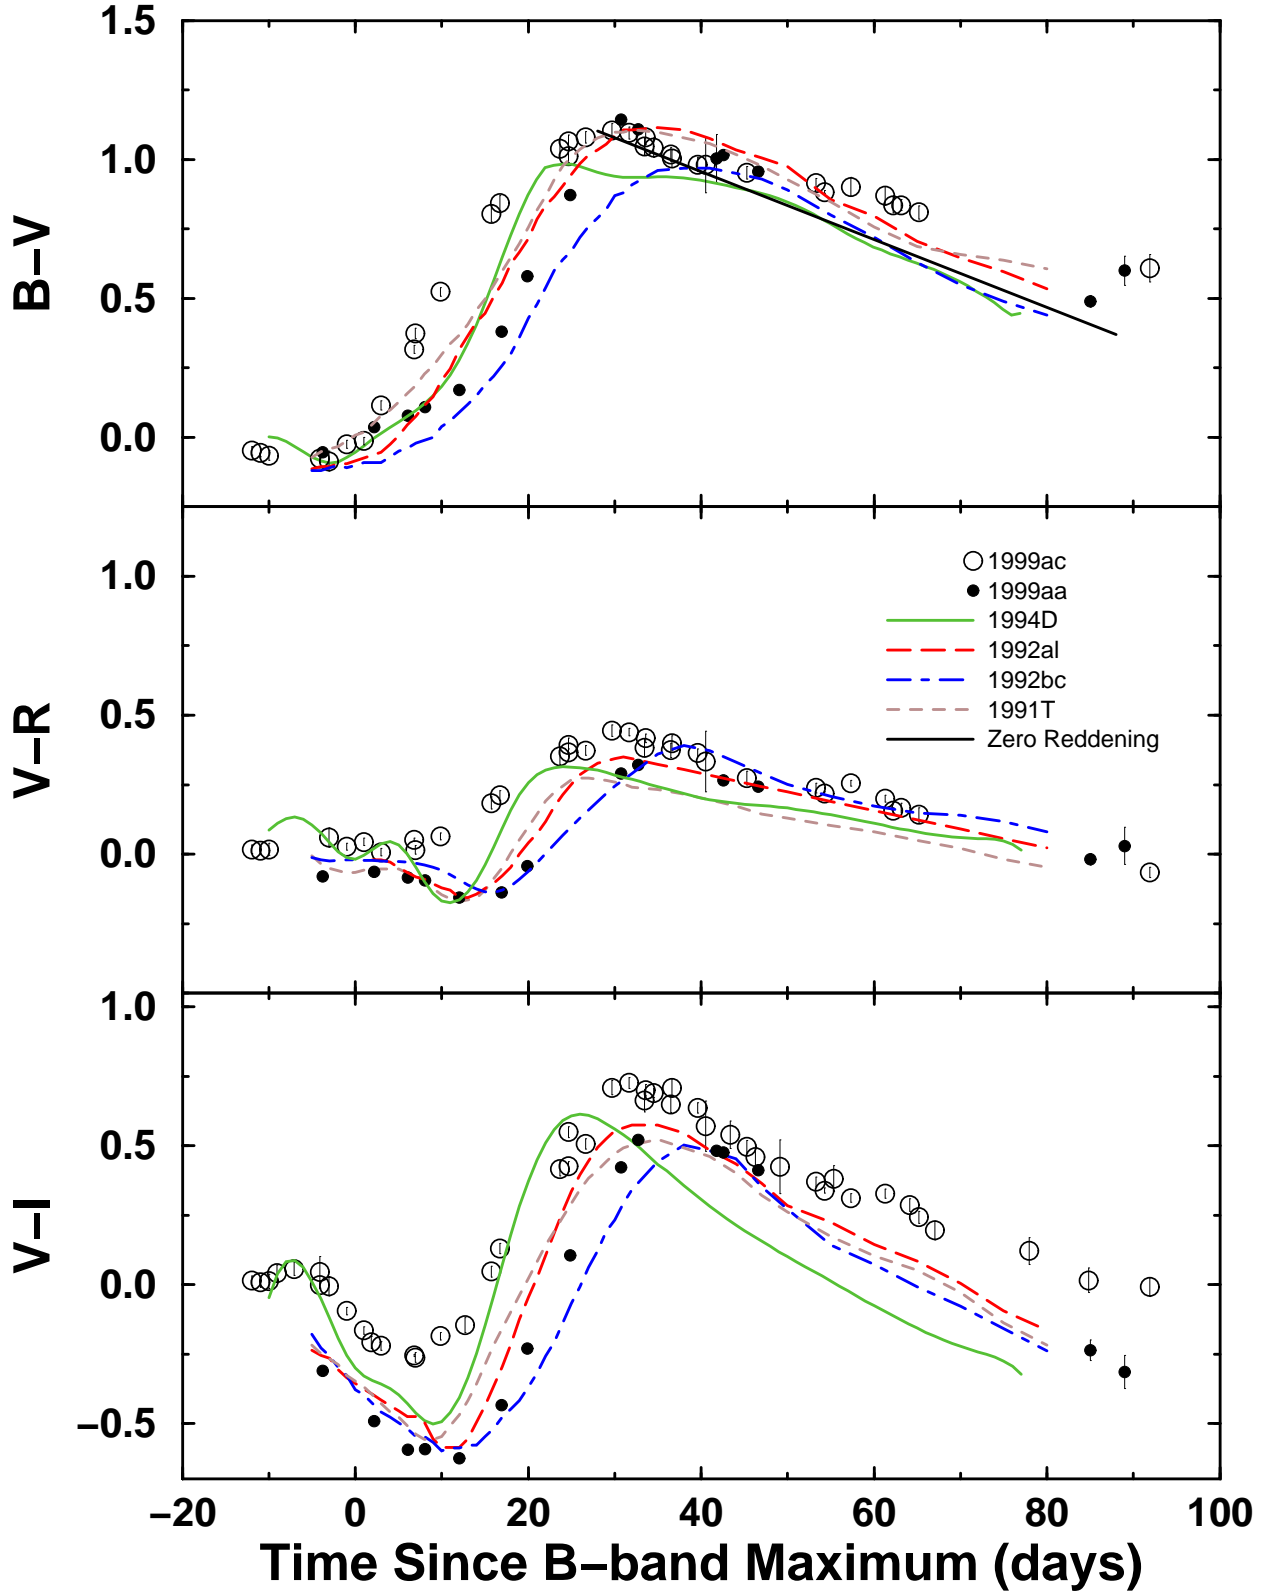 1.5
1.0
0.5
0.0
B–V
1999ac
1999aa
1994D
1992al
1992bc
1991T
Zero Reddening
1.0
0.5
0.0
V–R
1.0
0.5
0.0
–0.5
V–I
–20 0 20 40 60 80 100
Time Since B–band Maximum (days)